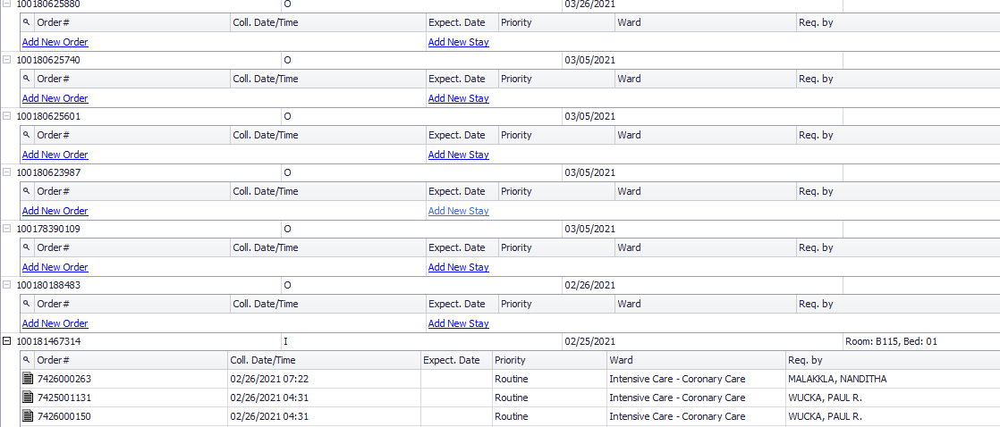 100180625880 O 03/26/2021
Order# Coll. Date/Time Expect. Date Priority Ward Req. by
Add New Order Add New Stay
100180625740 O 03/05/2021
Order# Coll. Date/Time Expect. Date Priority Ward Req. by
Add New Order Add New Stay
100180625601 O 03/05/2021
Order# Coll. Date/Time Expect. Date Priority Ward Req. by
Add New Order Add New Stay
100180623987 O 03/05/2021
Order# Coll. Date/Time Expect. Date Priority Ward Req. by
Add New Order Add New Stay
100178390109 O 03/05/2021
Order# Coll. Date/Time Expect. Date Priority Ward Req. by
Add New Order Add New Stay
100180188483 O 02/26/2021
Order# Coll. Date/Time Expect. Date Priority Ward Req. by
Add New Order Add New Stay
100181467314 I 02/25/2021 Room: B115, Bed: 01
Order# Coll. Date/Time Expect. Date Priority Ward Req. by
7426000263 02/26/2021 07:22 Routine Intensive Care - Coronary Care MALAKKLA, NANDITHA
7425001131 02/26/2021 04:31 Routine Intensive Care - Coronary Care WUCKA, PAUL R.
7426000150 02/26/2021 04:31 Routine Intensive Care - Coronary Care WUCKA, PAUL R.